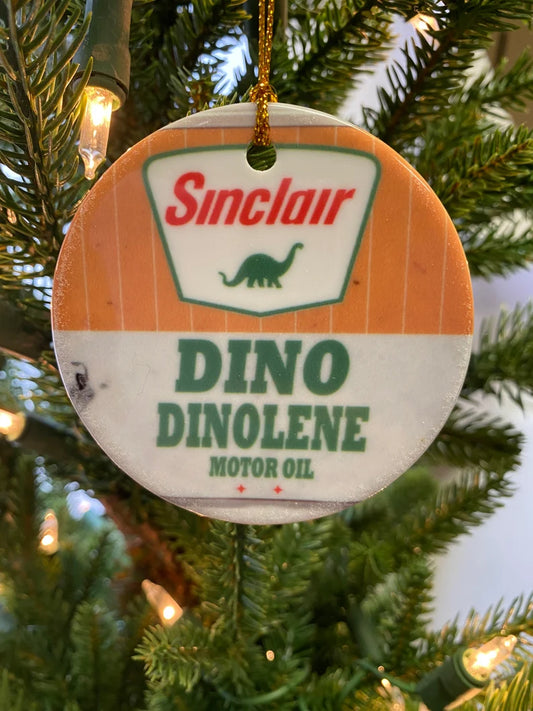 Sinclair
DINO
DINOLENE
MOTOR OIL